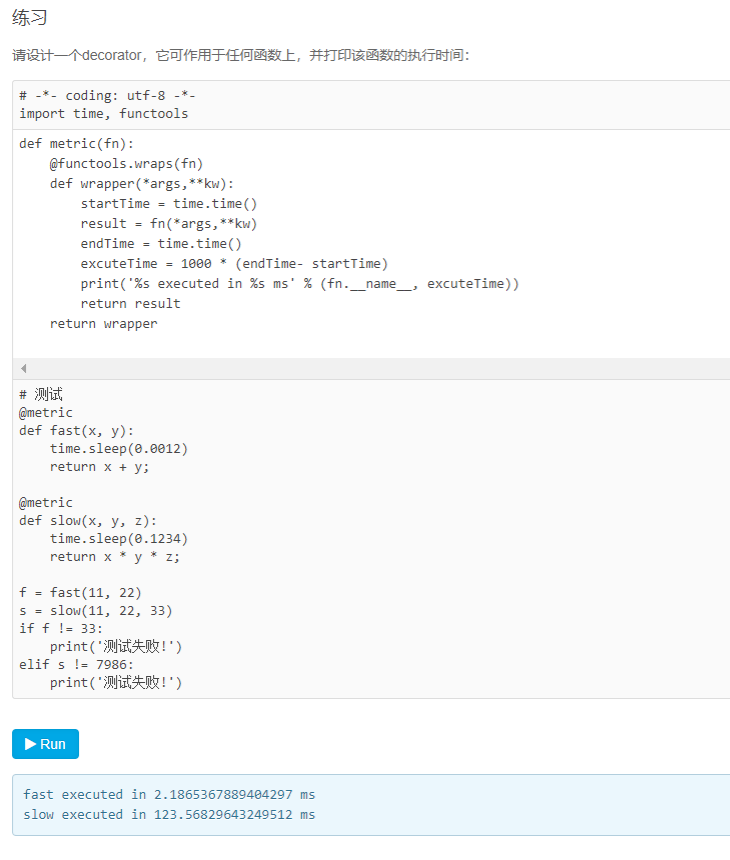 练习
请设计一个decorator，它可作用于任何函数上，并打印该函数的执行时间：
# -*- coding: utf-8 -*-
import time, functools
def metric(fn):
    @functools.wraps(fn)
    def wrapper(*args,**kw):
        startTime = time.time()
        result = fn(*args,**kw)
        endTime = time.time()
        excuteTime = 1000 * (endTime- startTime)
        print('%s executed in %s ms' % (fn.__name__, excuteTime))
        return result
    return wrapper
# 测试
@metric
def fast(x, y):
    time.sleep(0.0012)
    return x + y;
@metric
def slow(x, y, z):
    time.sleep(0.1234)
    return x * y * z;
f = fast(11, 22)
s = slow(11, 22, 33)
if f != 33:
    print('测试失败!')
elif s != 7986:
    print('测试失败!')
Run
fast executed in 2.1865367889404297 ms
slow executed in 123.56829643249512 ms